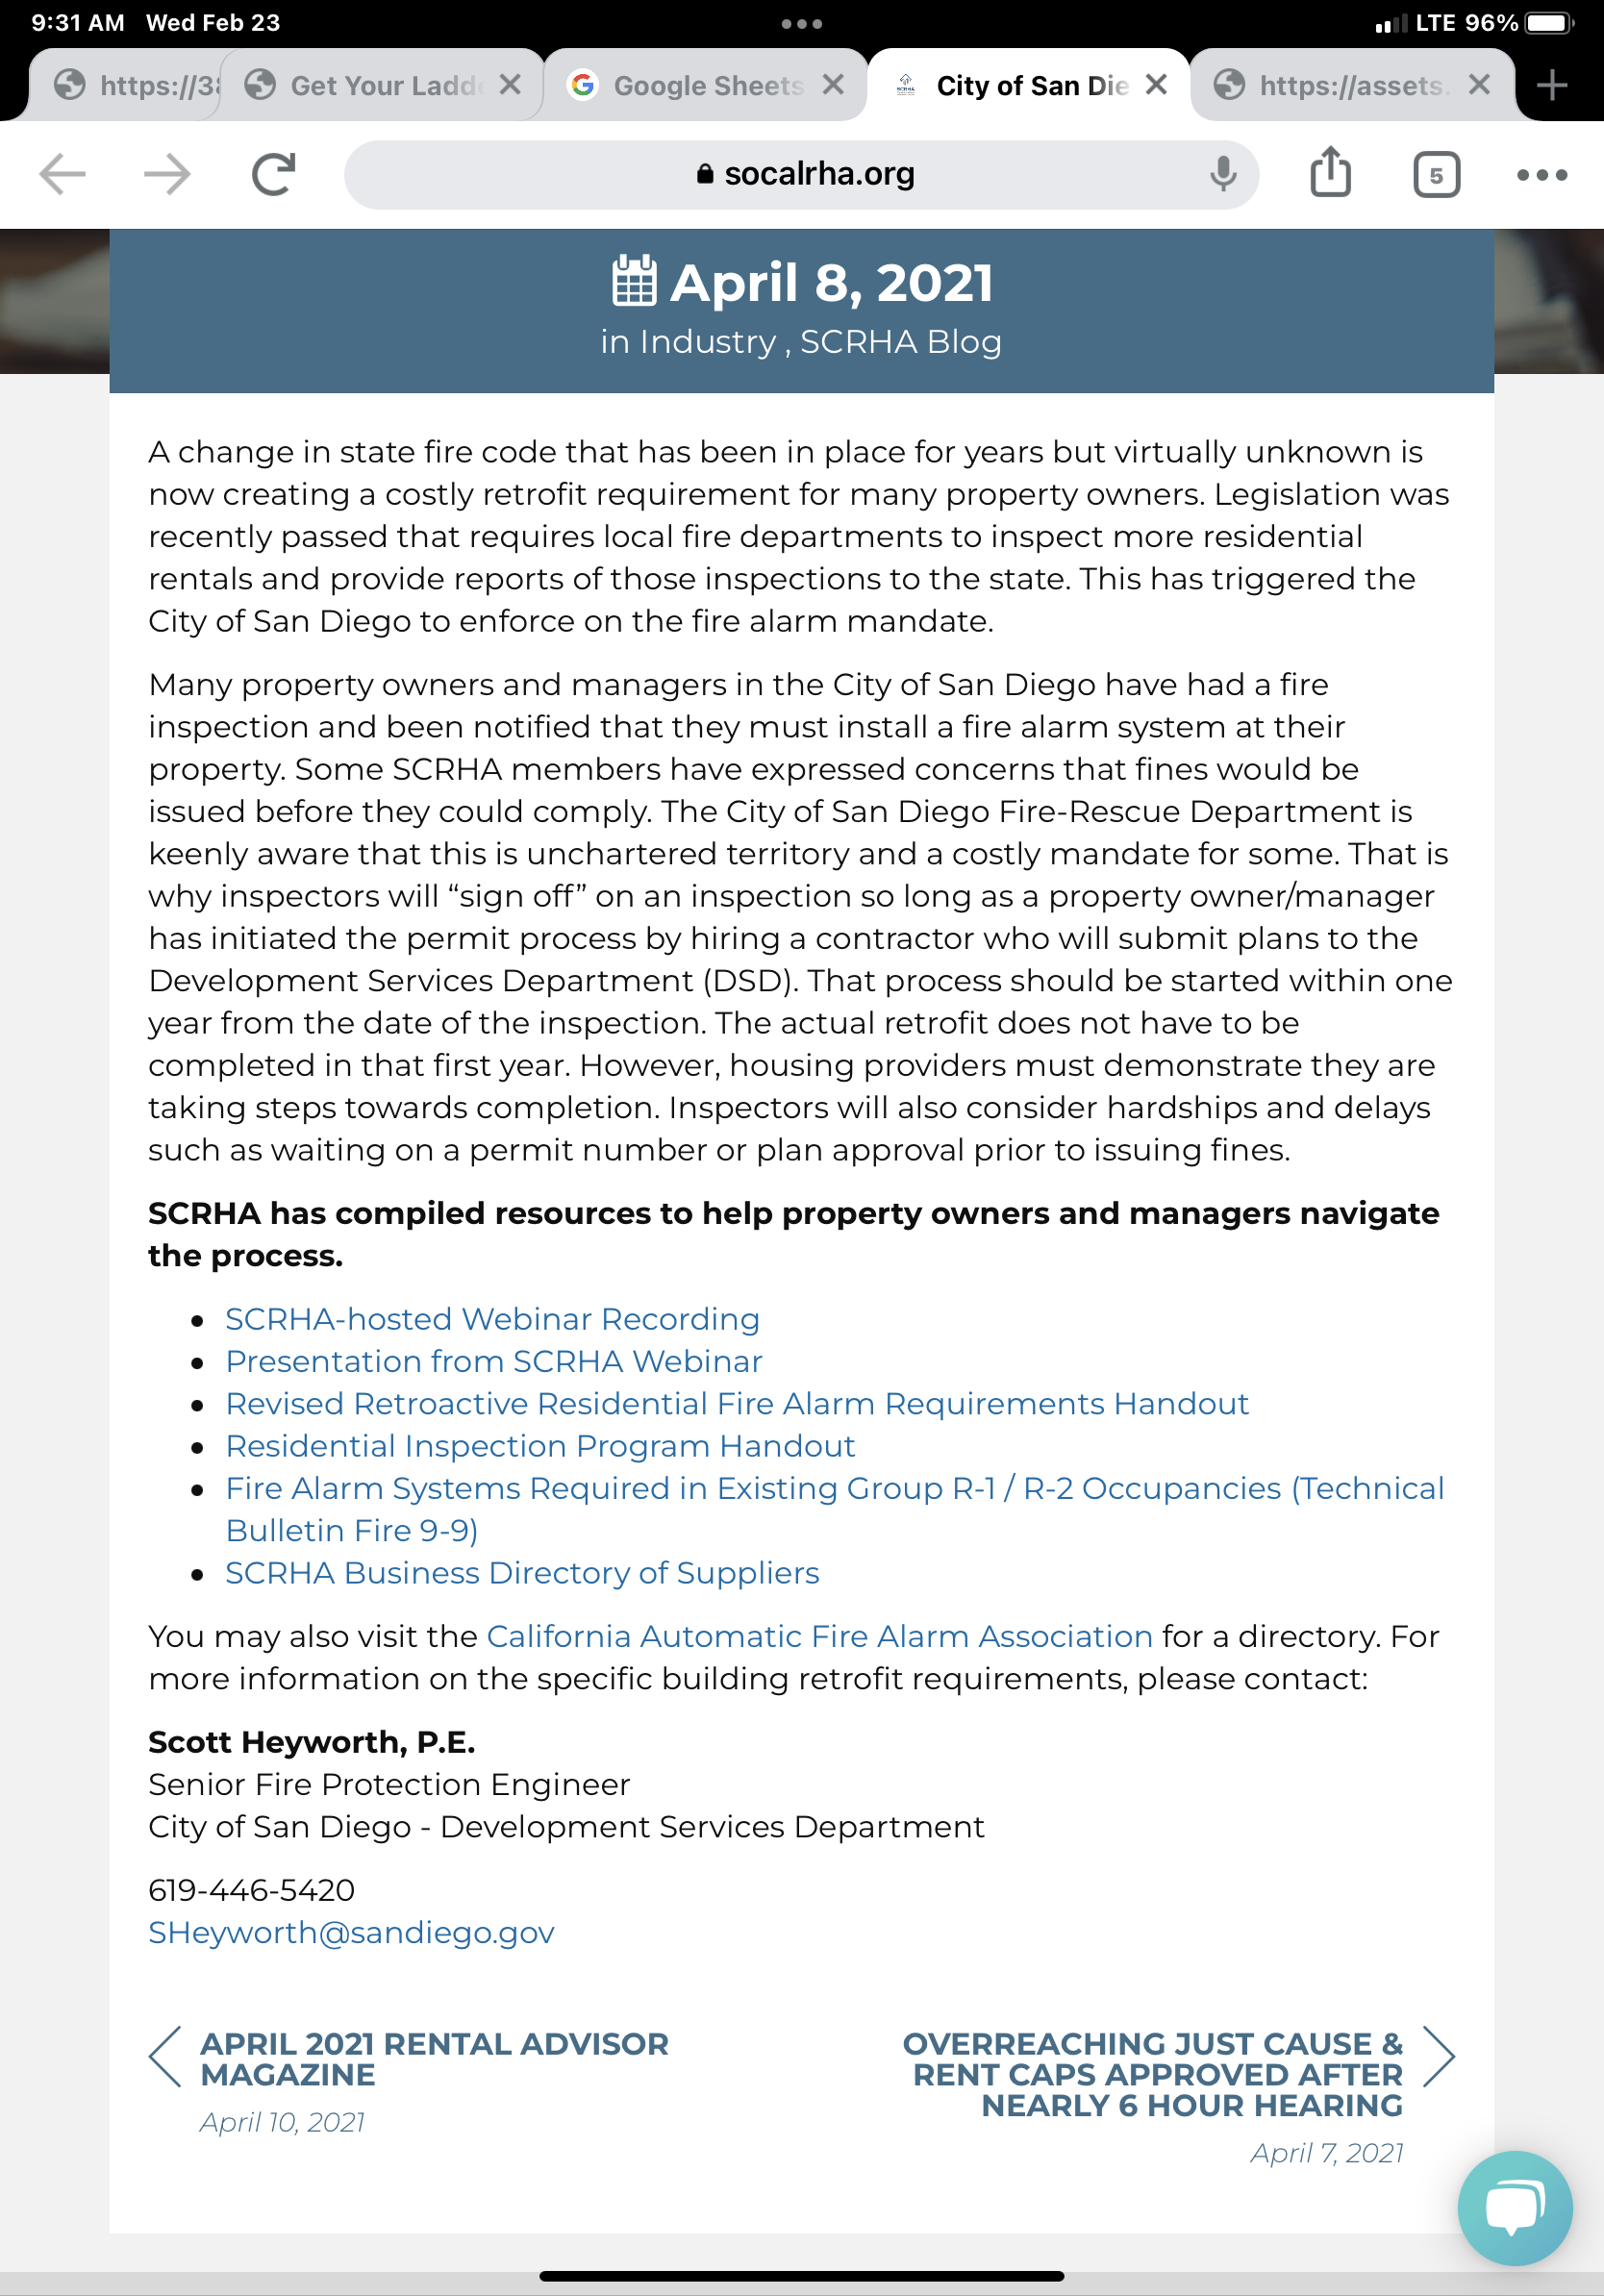 9:31 AM Wed Feb 23
LTE 96%
https://38
Get Your Ladde
Google Sheets
City of San Die
https://assets.
socalrha.org
5
April 8, 2021
in Industry , SCRHA Blog
A change in state fire code that has been in place for years but virtually unknown is
now creating a costly retrofit requirement for many property owners. Legislation was
recently passed that requires local fire departments to inspect more residential
rentals and provide reports of those inspections to the state. This has triggered the
City of San Diego to enforce on the fire alarm mandate.
Many property owners and managers in the City of San Diego have had a fire
inspection and been notified that they must install a fire alarm system at their
property. Some SCRHA members have expressed concerns that fines would be
issued before they could comply. The City of San Diego Fire-Rescue Department is
keenly aware that this is unchartered territory and a costly mandate for some. That is
why inspectors will “sign off” on an inspection so long as a property owner/manager
has initiated the permit process by hiring a contractor who will submit plans to the
Development Services Department (DSD). That process should be started within one
year from the date of the inspection. The actual retrofit does not have to be
completed in that first year. However, housing providers must demonstrate they are
taking steps towards completion. Inspectors will also consider hardships and delays
such as waiting on a permit number or plan approval prior to issuing fines.
SCRHA has compiled resources to help property owners and managers navigate
the process.
• SCRHA-hosted Webinar Recording
• Presentation from SCRHA Webinar
• Revised Retroactive Residential Fire Alarm Requirements Handout
• Residential Inspection Program Handout
• Fire Alarm Systems Required in Existing Group R-1 / R-2 Occupancies (Technical
Bulletin Fire 9-9)
• SCRHA Business Directory of Suppliers
You may also visit the California Automatic Fire Alarm Association for a directory. For
more information on the specific building retrofit requirements, please contact:
Scott Heyworth, P.E.
Senior Fire Protection Engineer
City of San Diego - Development Services Department
619-446-5420
SHeyworth@sandiego.gov
APRIL 2021 RENTAL ADVISOR
MAGAZINE
April 10, 2021
OVERREACHING JUST CAUSE &
RENT CAPS APPROVED AFTER
NEARLY 6 HOUR HEARING
April 7, 2021